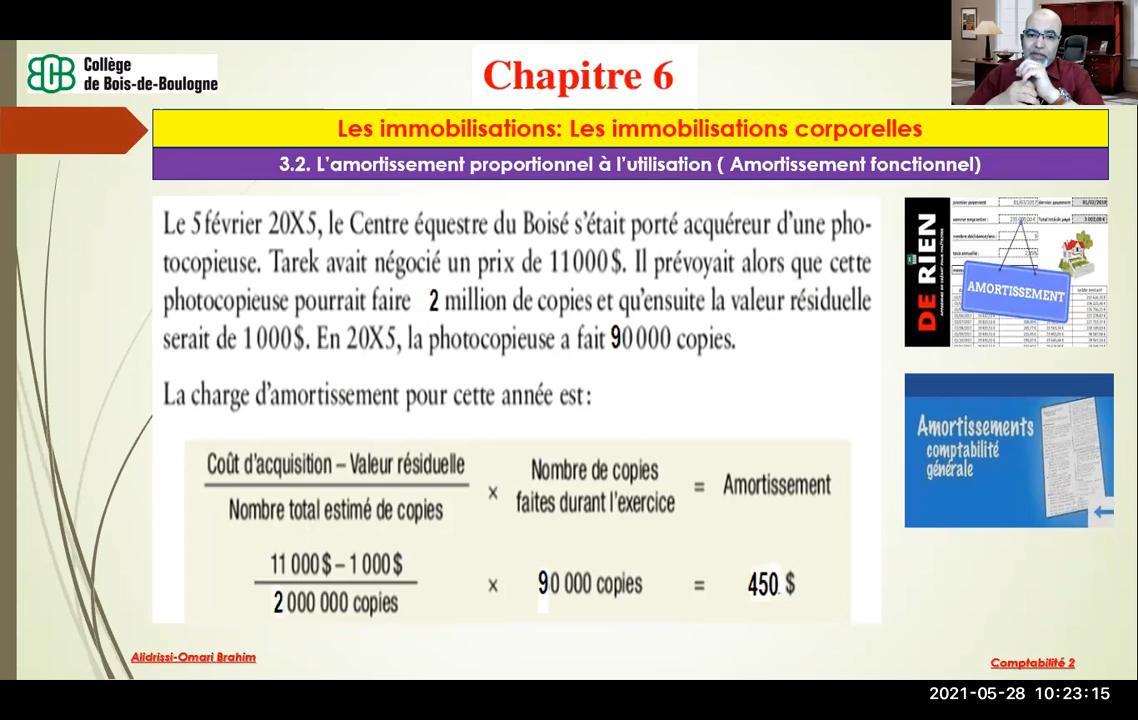 Collège
de Bois-de-Boulogne
Chapitre 6
Les immobilisations: Les immobilisations corporelles
3.2. L’amortissement proportionnel à l’utilisation ( Amortissement fonctionnel)
Le 5 février 20X5, le Centre équestre du Boisé s’était porté acquéreur d’une pho-
tocopieuse. Tarek avait négocié un prix de 11 000 $. Il prévoyait alors que cette
photocopieuse pourrait faire 2 million de copies et qu’ensuite la valeur résiduelle
serait de 1 000 $. En 20X5, la photocopieuse a fait 90 000 copies.
La charge d’amortissement pour cette année est :
Coût d’acquisition – Valeur résiduelle
Nombre total estimé de copies
×
Nombre de copies
faites durant l’exercice
=
Amortissement
11 000 $ – 1 000 $
2 000 000 copies
×
90 000 copies
=
450 $
DE RIEN
AMORTISSEMENT
Amortissements
comptabilité
générale
Alidrissi-Omari Brahim
Comptabilité 2
2021-05-28 10:23:15